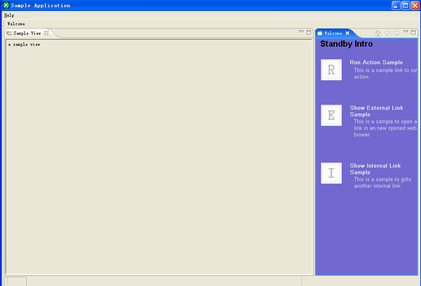 Sample Application
Help
Welcome
Sample View
a sample view
Welcome
Standby Intro
R
Run Action Sample
This is a sample link to run
action.
E
Show External Link
Sample
This is a sample to open a
link in an new opened web
brower.
I
Show Internal Link
Sample
This is a sample to goto
another internal link.